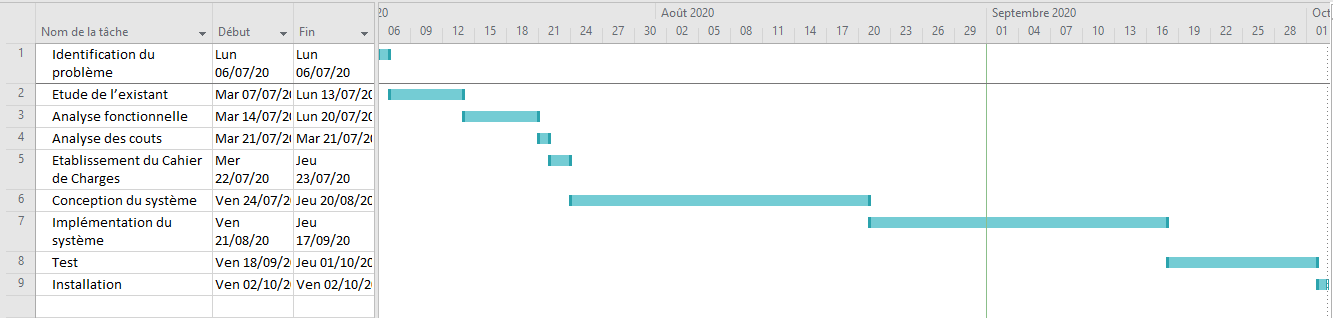 20 Août 2020 Septembre 2020 Oct
Nom de la tâche Début Fin 06 09 12 15 18 21 24 27 30 02 05 08 11 14 17 20 23 26 29 01 04 07 10 13 16 19 22 25 28 01
1 Identification du Lun Lun
problème 06/07/20 06/07/20
2 Etude de l’existant Mar 07/07/20 Lun 13/07/20
3 Analyse fonctionnelle Mar 14/07/20 Lun 20/07/20
4 Analyse des couts Mar 21/07/20 Mar 21/07/20
5 Etablissement du Cahier Mer Jeu
de Charges 22/07/20 23/07/20
6 Conception du système Ven 24/07/20 Jeu 20/08/20
7 Implémentation du Ven Jeu
système 21/08/20 17/09/20
8 Test Ven 18/09/20 Jeu 01/10/20
9 Installation Ven 02/10/20 Ven 02/10/20